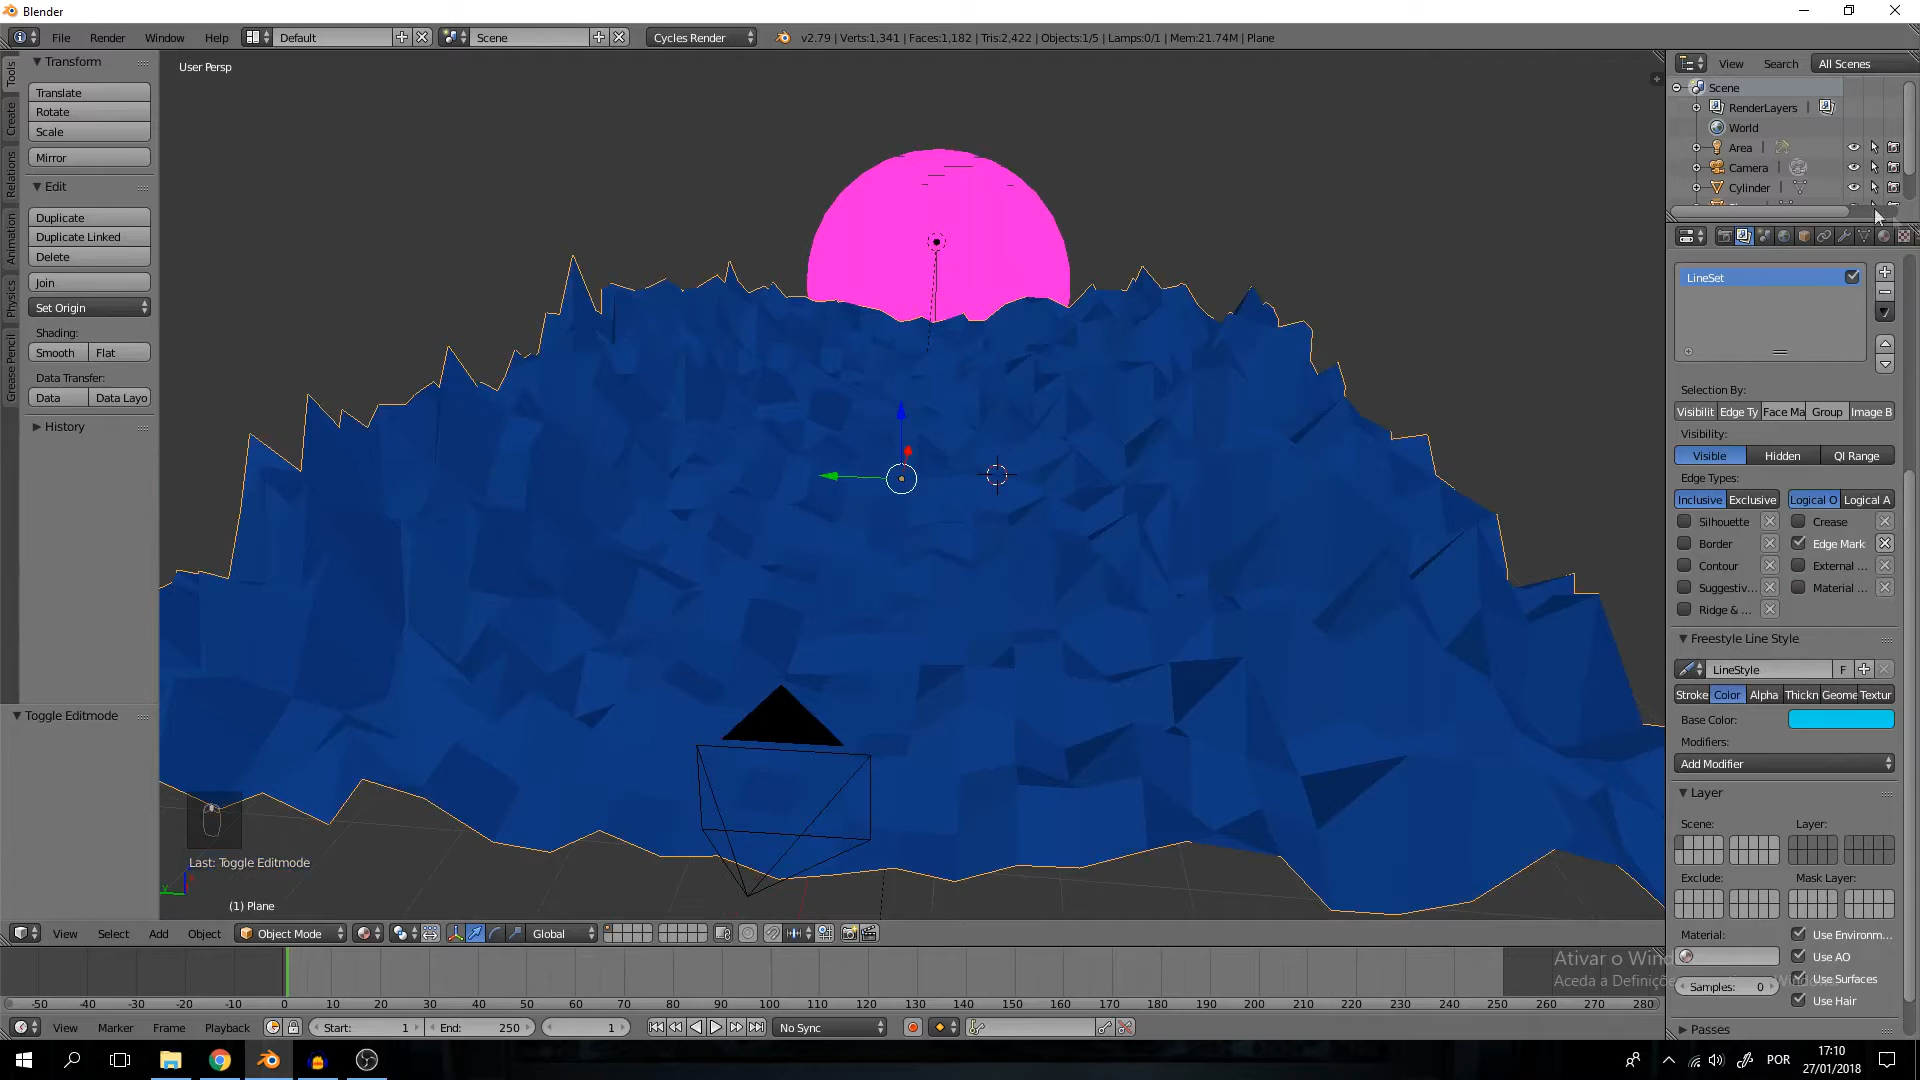 Blender
File Render Window Help Default Scene Cycles Render v2.79 | Verts:1,341 | Faces:1,182 | Tris:2,422 | Objects:1/5 | Lamps:0/1 | Mem:21.74M | Plane
Tools
Create
Relations
Animation
Physics
Grease Pencil
Transform
Translate
Rotate
Scale
Mirror
Edit
Duplicate
Duplicate Linked
Delete
Join
Set Origin
Shading:
Smooth Flat
Data Transfer:
Data Data Layo
History
Toggle Editmode
User Persp
Last: Toggle Editmode
(1) Plane
View Search All Scenes
Scene
RenderLayers
World
Area
Camera
Cylinder
LineSet
Selection By:
Visibilit Edge Ty Face Ma Group Image B
Visibility:
Visible Hidden QI Range
Edge Types:
Inclusive Exclusive Logical O Logical A
Silhouette Crease
Border Edge Mark
Contour External ...
Suggestiv... Material ...
Ridge & ...
Freestyle Line Style
LineStyle F
Stroke Color Alpha Thickn Geome Textur
Base Color:
Modifiers:
Add Modifier
Layer
Scene: Layer:
Exclude: Mask Layer:
Material: Use Environm...
Use AO
Use Surfaces
Samples: 0
Use Hair
Passes
View Select Add Object Object Mode Global
Ativar o Wind
Aceda a Definiçõe
-50 -40 -30 -20 -10 0 10 20 30 40 50 60 70 80 90 100 110 120 130 140 150 160 170 180 190 200 210 220 230 240 250 260 270 280
View Marker Frame Playback Start: 1 End: 250 1 No Sync
POR
17:10
27/01/2018